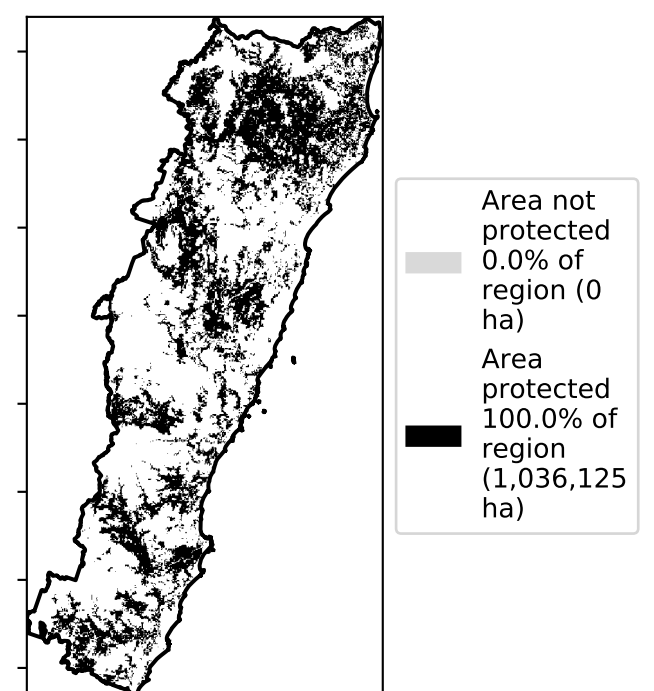 Area not
protected
0.0% of
region (0
ha)
Area
protected
100.0% of
region
(1,036,125
ha)